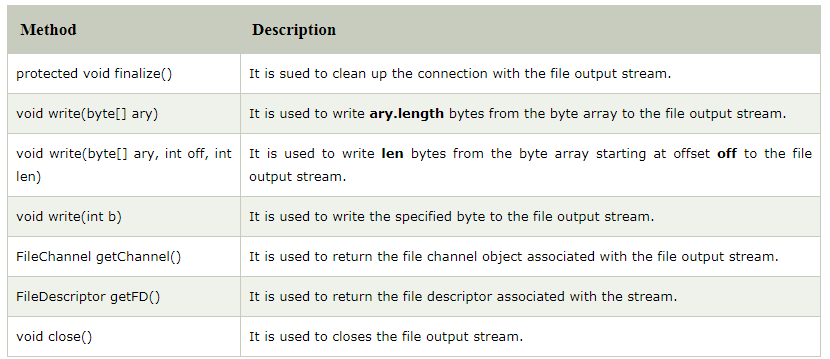 Method Description
protected void finalize() It is sued to clean up the connection with the file output stream.
void write(byte[] ary) It is used to write ary.length bytes from the byte array to the file output stream.
void write(byte[] ary, int off, int It is used to write len bytes from the byte array starting at offset off to the file
len) output stream.
void write(int b) It is used to write the specified byte to the file output stream.
FileChannel getChannel() It is used to return the file channel object associated with the file output stream.
FileDescriptor getFD() It is used to return the file descriptor associated with the stream.
void close() It is used to closes the file output stream.